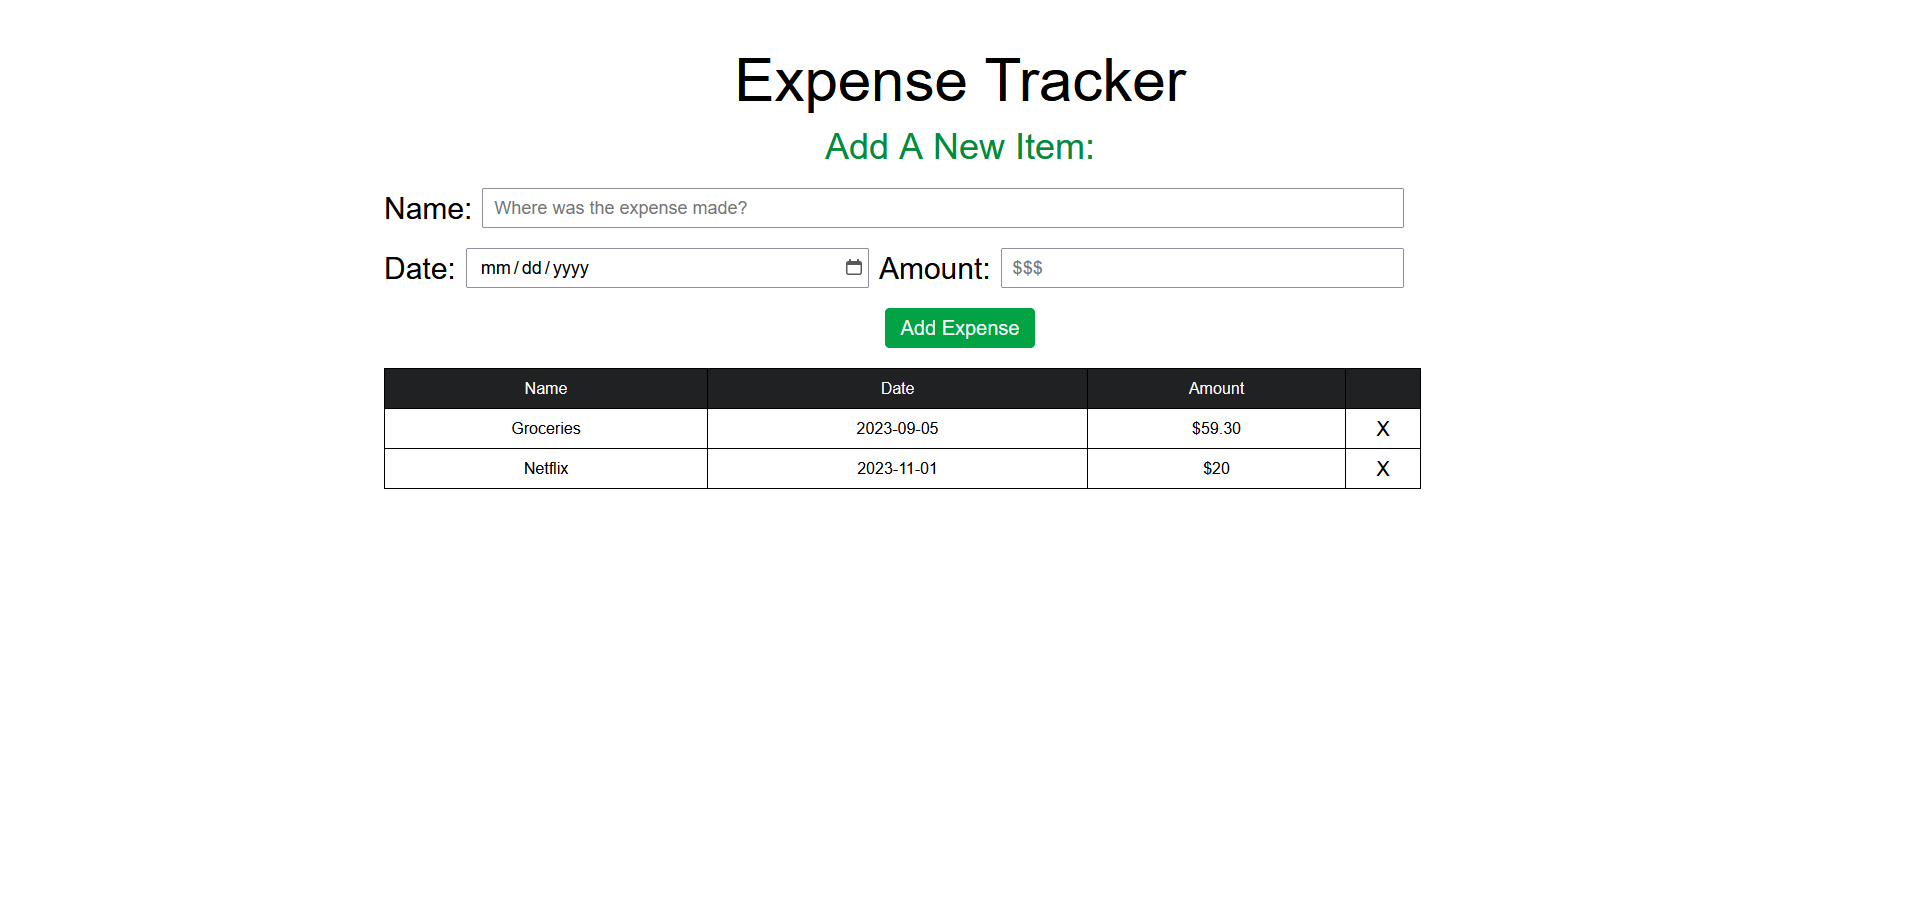 Expense Tracker
Add A New Item:
Name: Where was the expense made?
Date: mm/dd/yyyy Amount: $$$
Add Expense
Name Date Amount
Groceries 2023-09-05 $59.30 X
Netflix 2023-11-01 $20 X